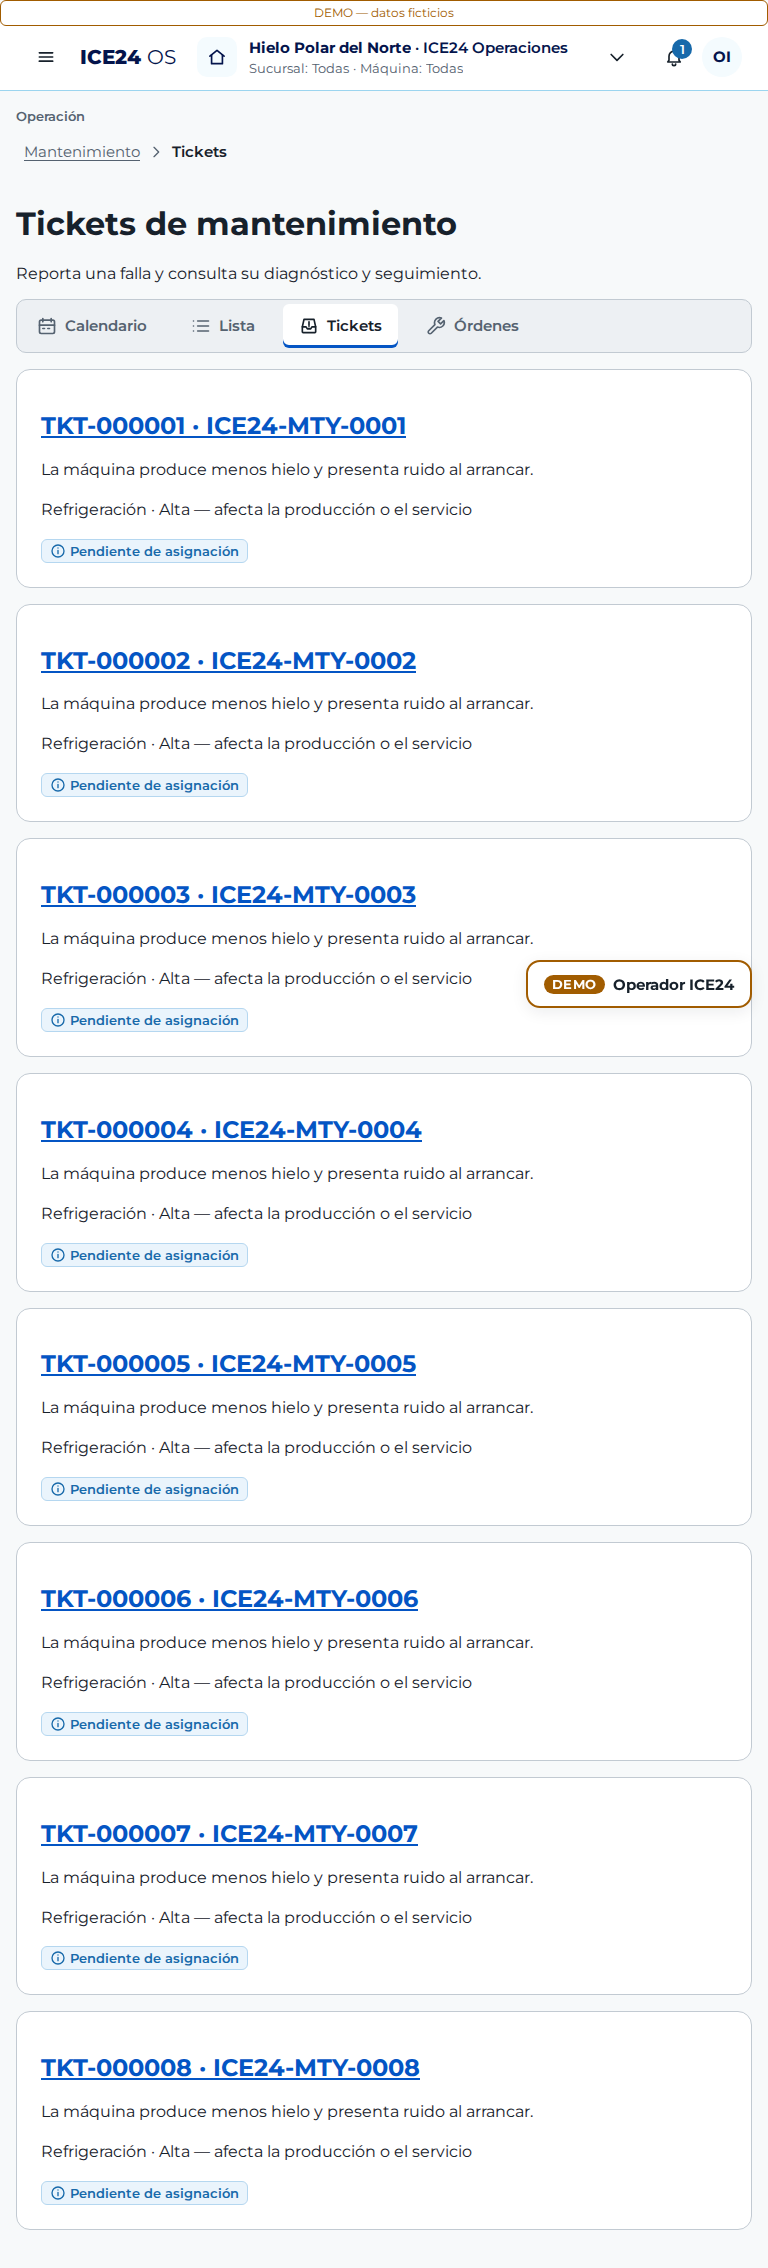 DEMO — datos ficticios
ICE24 OS
Hielo Polar del Norte · ICE24 Operaciones
Sucursal: Todas · Máquina: Todas
1
OI
Operación
Mantenimiento > Tickets
Tickets de mantenimiento
Reporta una falla y consulta su diagnóstico y seguimiento.
Calendario Lista Tickets Órdenes
TKT-000001 · ICE24-MTY-0001
La máquina produce menos hielo y presenta ruido al arrancar.
Refrigeración · Alta — afecta la producción o el servicio
Pendiente de asignación
TKT-000002 · ICE24-MTY-0002
La máquina produce menos hielo y presenta ruido al arrancar.
Refrigeración · Alta — afecta la producción o el servicio
Pendiente de asignación
TKT-000003 · ICE24-MTY-0003
La máquina produce menos hielo y presenta ruido al arrancar.
Refrigeración · Alta — afecta la producción o el servicio
DEMO Operador ICE24
Pendiente de asignación
TKT-000004 · ICE24-MTY-0004
La máquina produce menos hielo y presenta ruido al arrancar.
Refrigeración · Alta — afecta la producción o el servicio
Pendiente de asignación
TKT-000005 · ICE24-MTY-0005
La máquina produce menos hielo y presenta ruido al arrancar.
Refrigeración · Alta — afecta la producción o el servicio
Pendiente de asignación
TKT-000006 · ICE24-MTY-0006
La máquina produce menos hielo y presenta ruido al arrancar.
Refrigeración · Alta — afecta la producción o el servicio
Pendiente de asignación
TKT-000007 · ICE24-MTY-0007
La máquina produce menos hielo y presenta ruido al arrancar.
Refrigeración · Alta — afecta la producción o el servicio
Pendiente de asignación
TKT-000008 · ICE24-MTY-0008
La máquina produce menos hielo y presenta ruido al arrancar.
Refrigeración · Alta — afecta la producción o el servicio
Pendiente de asignación